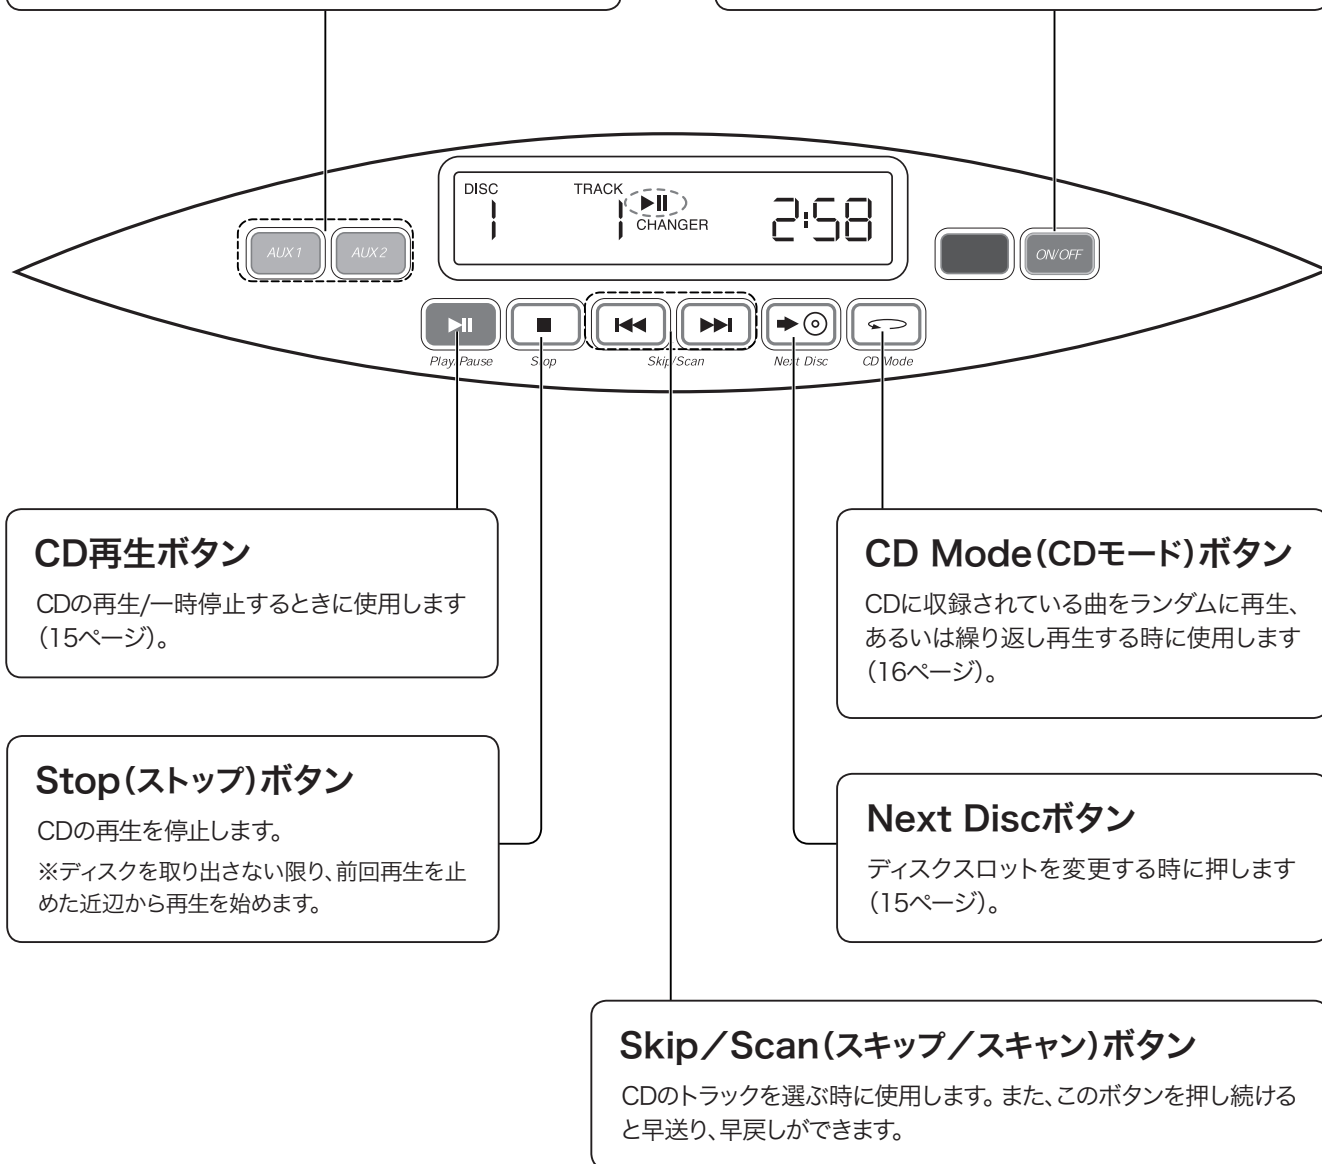 DISC
TRACK
CHANGER
1
1
2:58
AUX 1
AUX 2
ON/OFF
Play/Pause
Stop
Skip/Scan
Next Disc
CD Mode
CD再生ボタン
CDの再生/一時停止するときに使用します
（15ページ）。
CD Mode（CDモード）ボタン
CDに収録されている曲をランダムに再生、
あるいは繰り返し再生する時に使用します
（16ページ）。
Stop（ストップ）ボタン
CDの再生を停止します。
※ディスクを取り出さない限り、前回再生を止
めた近辺から再生を始めます。
Next Discボタン
ディスクスロットを変更する時に押します
（15ページ）。
Skip／Scan（スキップ／スキャン）ボタン
CDのトラックを選ぶ時に使用します。また、このボタンを押し続ける
と早送り、早戻しができます。